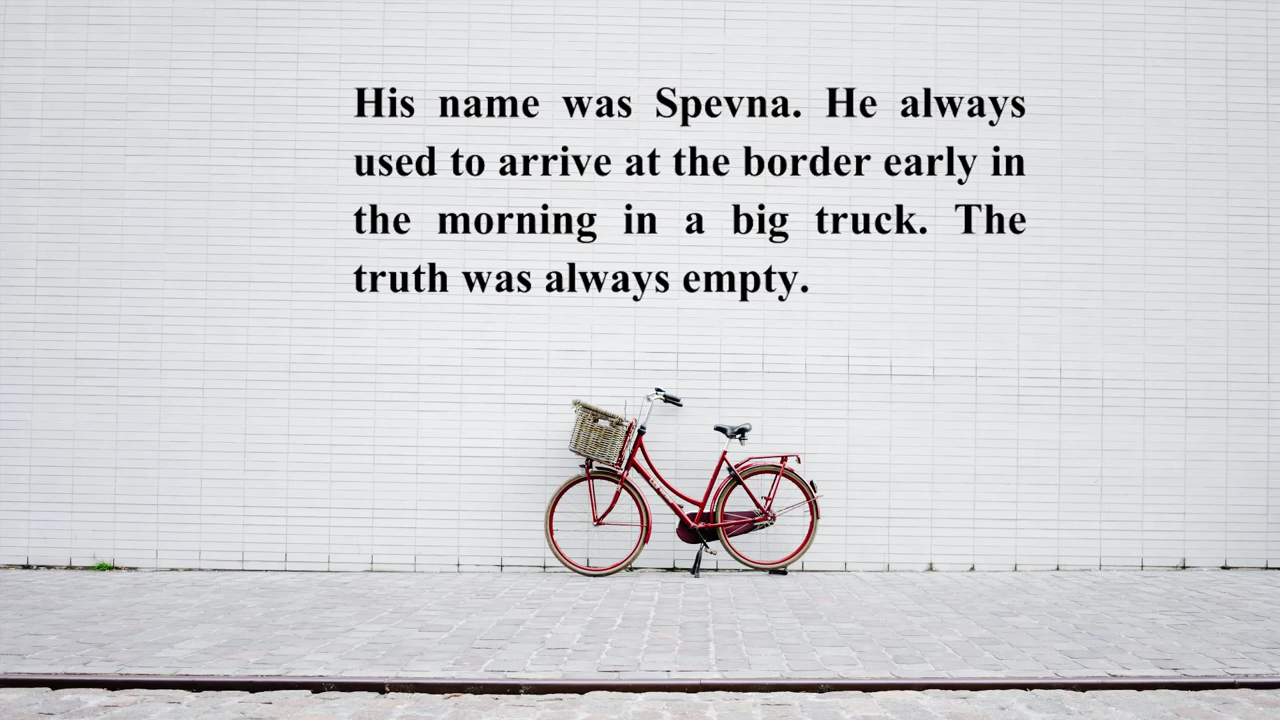 His name was Spevna. He always
used to arrive at the border early in
the morning in a big truck. The
truth was always empty.